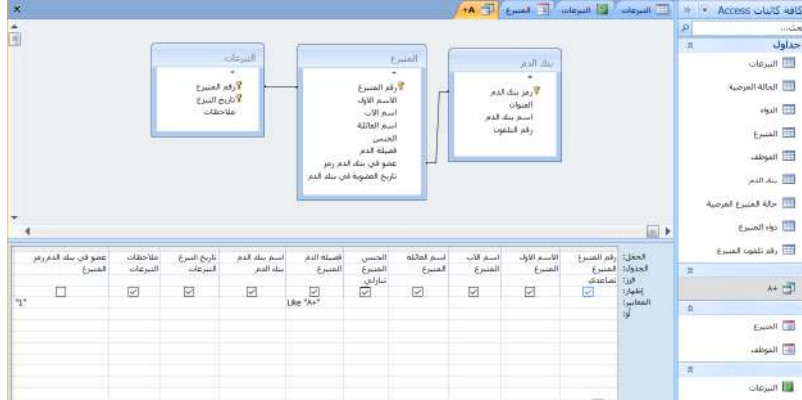 كافة كائنات Access
التبرعات
التبرعات
المتبرع
A+
جداول
التبرعات
الحالة المرضية
الدواء
المتبرع
الموظف
بنك الدم
حالة المتبرع المرضية
دواء المتبرع
رقم تلفون المتبرع
A+
المتبرع
الموظف
التبرعات
بنك الدم
*
رمز بنك الدم
العنوان
اسم بنك الدم
رقم التلفون
المتبرع
*
رقم المتبرع
الاسم الاول
اسم الاب
اسم العائلة
الجنس
فصيلة الدم
عضو في بنك الدم رمز
تاريخ العضوية في بنك الدم
التبرعات
*
رقم المتبرع
تاريخ التبرع
ملاحظات
الحقل: رقم المتبرع الاسم الاول اسم الاب اسم العائلة الجنس فصيلة الدم اسم بنك الدم تاريخ التبرع ملاحظات عضو في بنك الدم رمز
الجدول: المتبرع المتبرع المتبرع المتبرع المتبرع المتبرع بنك الدم التبرعات التبرعات المتبرع
فرز: تصاعدي تنازلي
إظهار:
المعايير: Like "A+" "1"
أو: